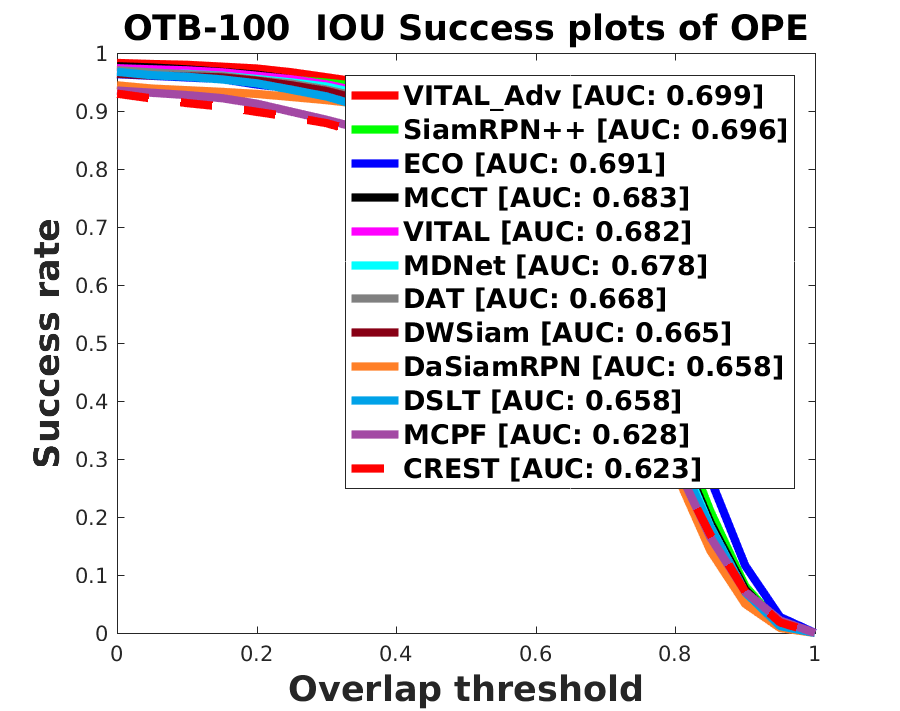 OTB-100 IOU Success plots of OPE
Success rate
1
0.9
0.8
0.7
0.6
0.5
0.4
0.3
0.2
0.1
0
VITAL_Adv [AUC: 0.699]
SiamRPN++ [AUC: 0.696]
ECO [AUC: 0.691]
MCCT [AUC: 0.683]
VITAL [AUC: 0.682]
MDNet [AUC: 0.678]
DAT [AUC: 0.668]
DWSiam [AUC: 0.665]
DaSiamRPN [AUC: 0.658]
DSLT [AUC: 0.658]
MCPF [AUC: 0.628]
CREST [AUC: 0.623]
0 0.2 0.4 0.6 0.8 1
Overlap threshold